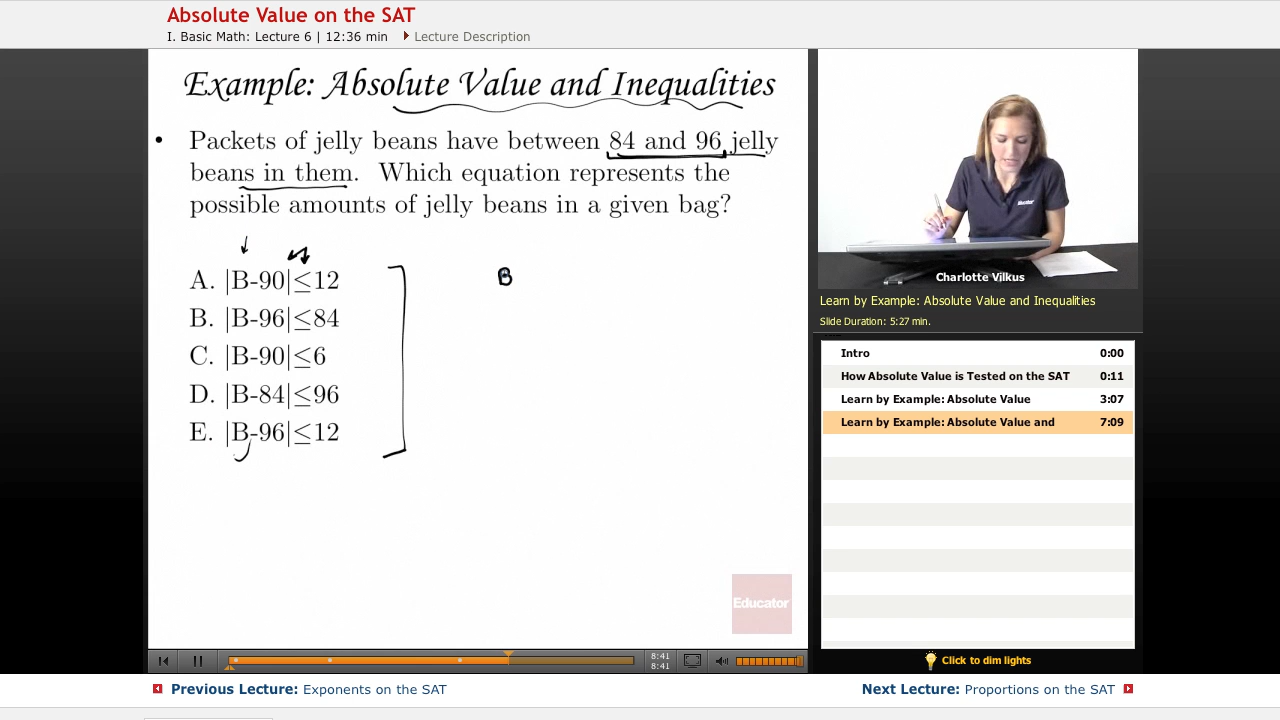 Absolute Value on the SAT
I. Basic Math: Lecture 6 | 12:36 min Lecture Description
Example: Absolute Value and Inequalities
• Packets of jelly beans have between 84 and 96 jelly
beans in them. Which equation represents the
possible amounts of jelly beans in a given bag?
A. |B-90|≤12
B. |B-96|≤84
C. |B-90|≤6
D. |B-84|≤96
E. |B-96|≤12
B
Educator
8:41
8:41
Educator
Charlotte Vilkus
Learn by Example: Absolute Value and Inequalities
Slide Duration: 5:27 min.
Intro 0:00
How Absolute Value is Tested on the SAT 0:11
Learn by Example: Absolute Value 3:07
Learn by Example: Absolute Value and 7:09
Click to dim lights
Previous Lecture: Exponents on the SAT
Next Lecture: Proportions on the SAT